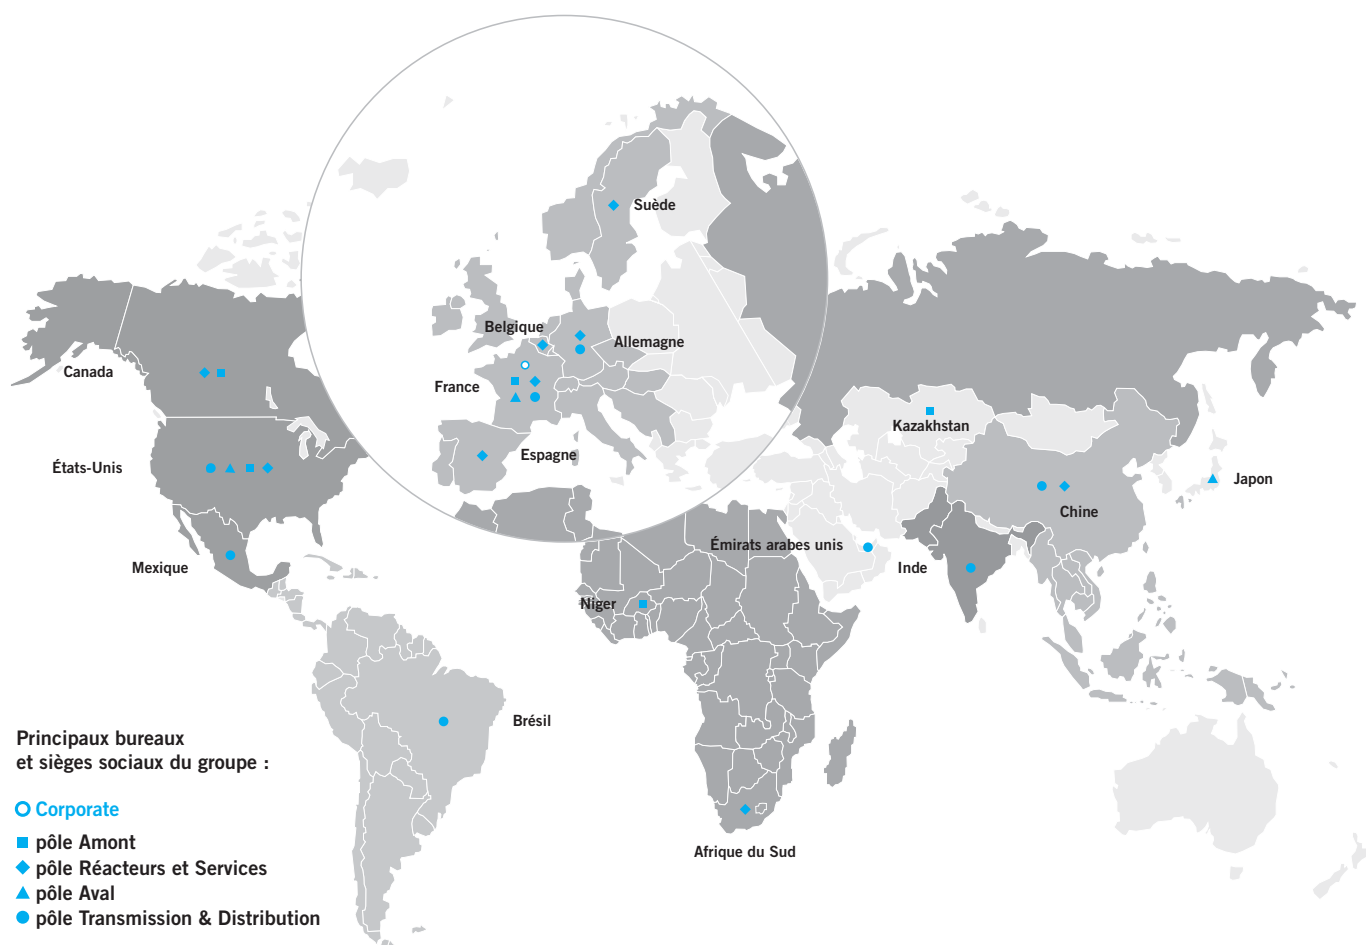 Suède
Belgique
Allemagne
France
Espagne
Canada
États-Unis
Mexique
Kazakhstan
Japon
Chine
Émirats arabes unis
Inde
Niger
Brésil
Afrique du Sud
Principaux bureaux
et sièges sociaux du groupe :
Corporate
pôle Amont
pôle Réacteurs et Services
pôle Aval
pôle Transmission & Distribution